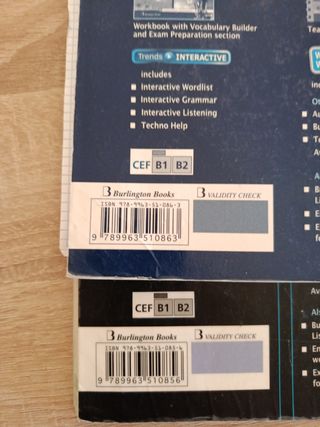 Workbook with Vocabulary Builder
and Exam Preparation section
Trends INTERACTIVE
includes
■ Interactive Wordlist
■ Interactive Grammar
■ Interactive Listening
■ Techno Help
CEF B1 B2
B Burlington Books
B VALIDITY CHECK
ISBN 978-9963-51-086-3
9 789963 510863
CEF B1 B2
B Burlington Books
B VALIDITY CHECK
ISBN 978-9963-51-085-6
9 789963 510856